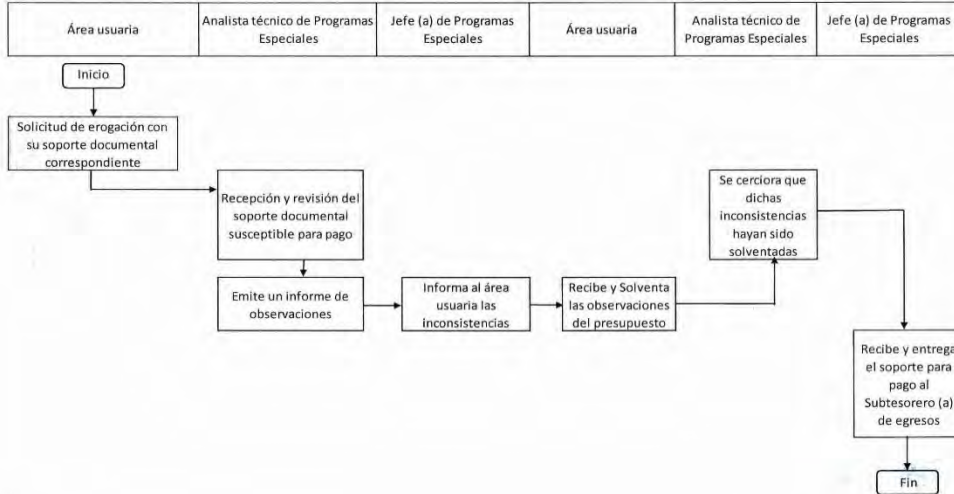 Área usuaria
Analista técnico de Programas
Especiales
Jefe (a) de Programas
Especiales
Área usuaria
Analista técnico de
Programas Especiales
Jefe (a) de Programas
Especiales
Inicio
Solicitud de erogación con
su soporte documental
correspondiente
Recepción y revisión del
soporte documental
susceptible para pago
Emite un informe de
observaciones
Informa al área
usuaria las
inconsistencias
Recibe y Solventa
las observaciones
del presupuesto
Se cerciora que
dichas
inconsistencias
hayan sido
solventadas
Recibe y entrega
el soporte para
pago al
Subtesorero (a)
de egresos
Fin